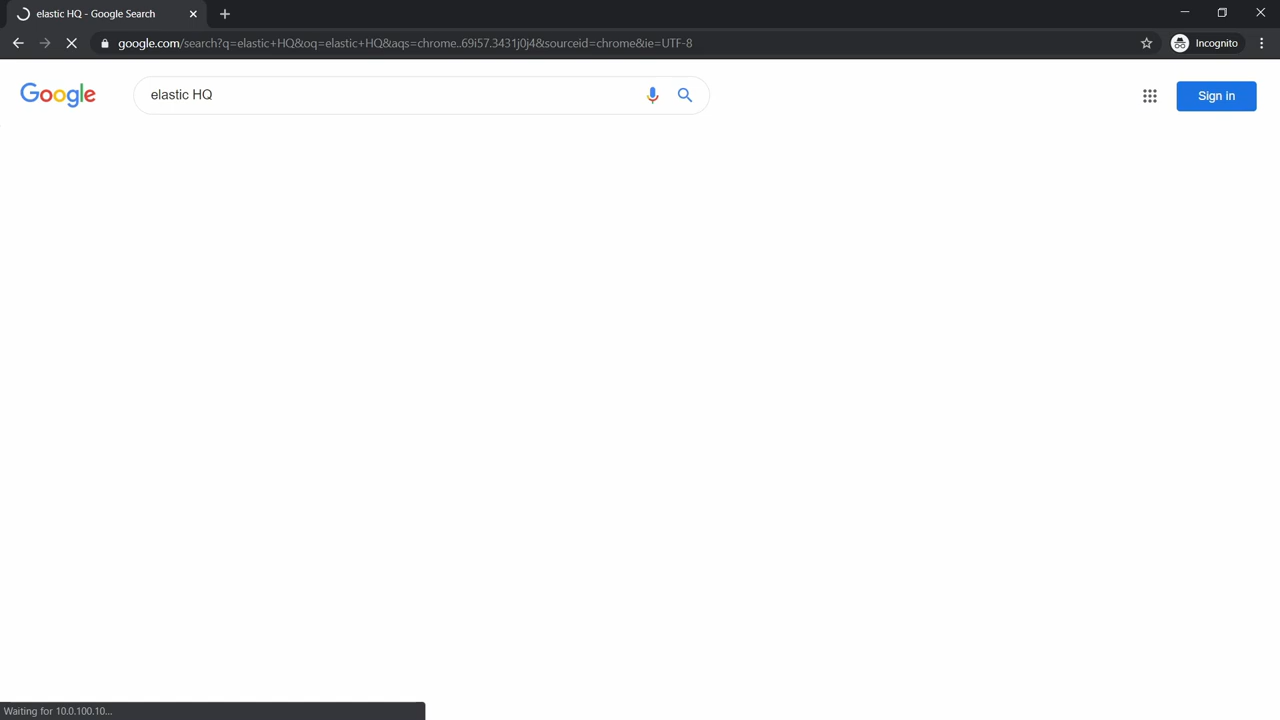 elastic HQ - Google Search
google.com/search?q=elastic+HQ&oq=elastic+HQ&aqs=chrome..69i57.3431j0j4&sourceid=chrome&ie=UTF-8
Incognito
Google
elastic HQ
Sign in
Waiting for 10.0.100.10...